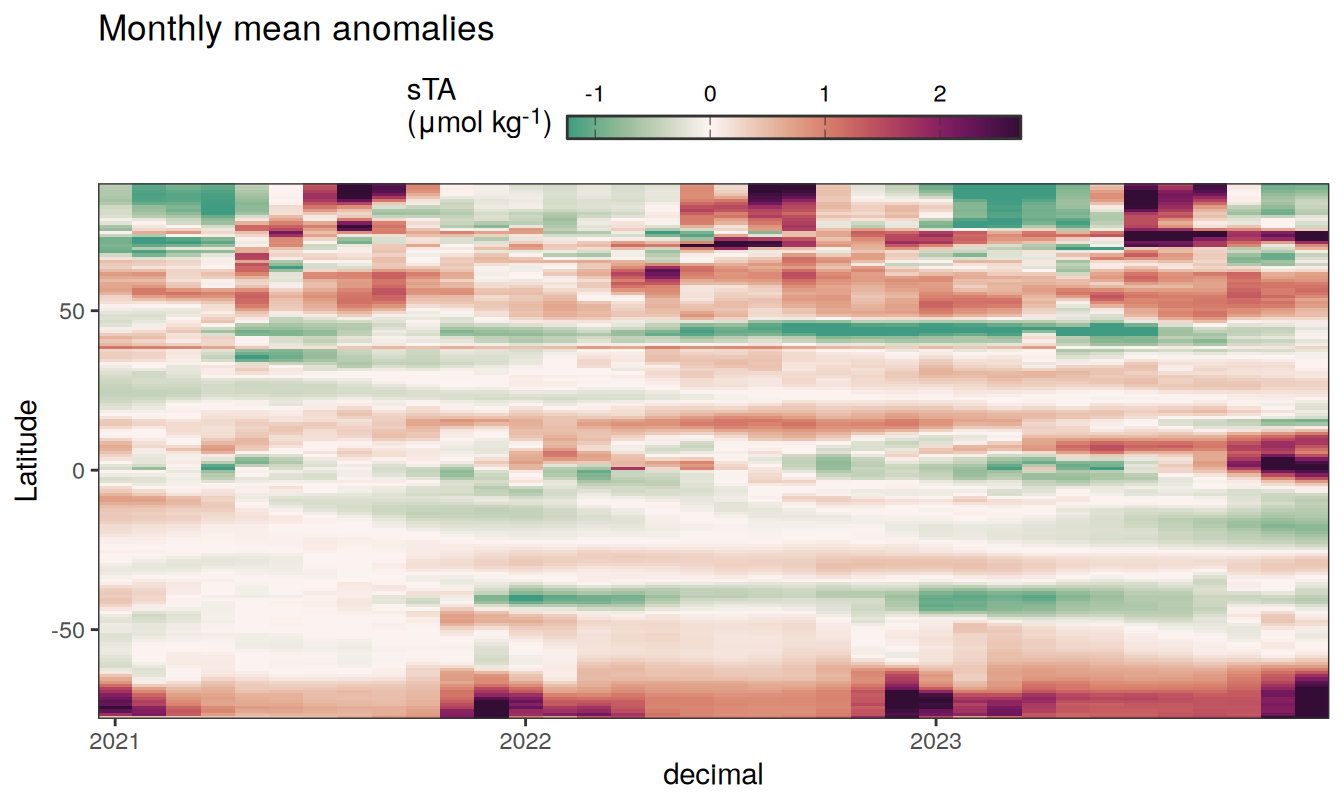 Monthly mean anomalies
sTA
(μmol kg⁻¹)
-1 0 1 2
Latitude
50
0
-50
2021 2022 2023
decimal